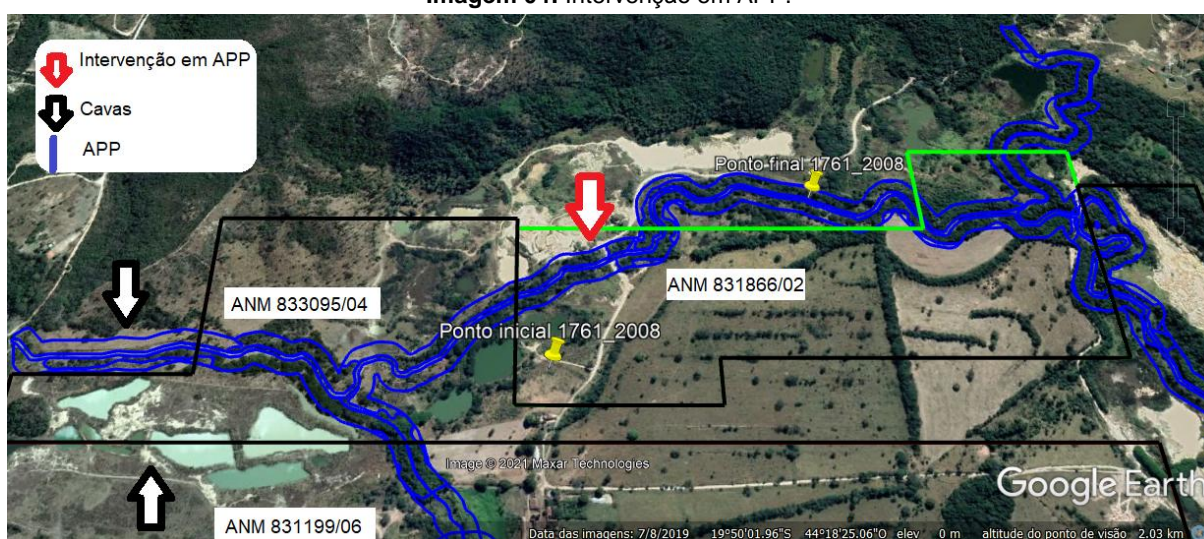 Imagem 01: Intervenção em APP.
Intervenção em APP
Cavas
APP
Ponto final 1761_2008
ANM 833095/04
ANM 831866/02
Ponto inicial 1761_2008
Image © 2021 Maxar Technologies
Google Earth
ANM 831199/06
Data das imagens: 7/8/2019 19°50'01.96"S 44°18'25.06"O elev 0 m altitude do ponto de visão 2.03 km